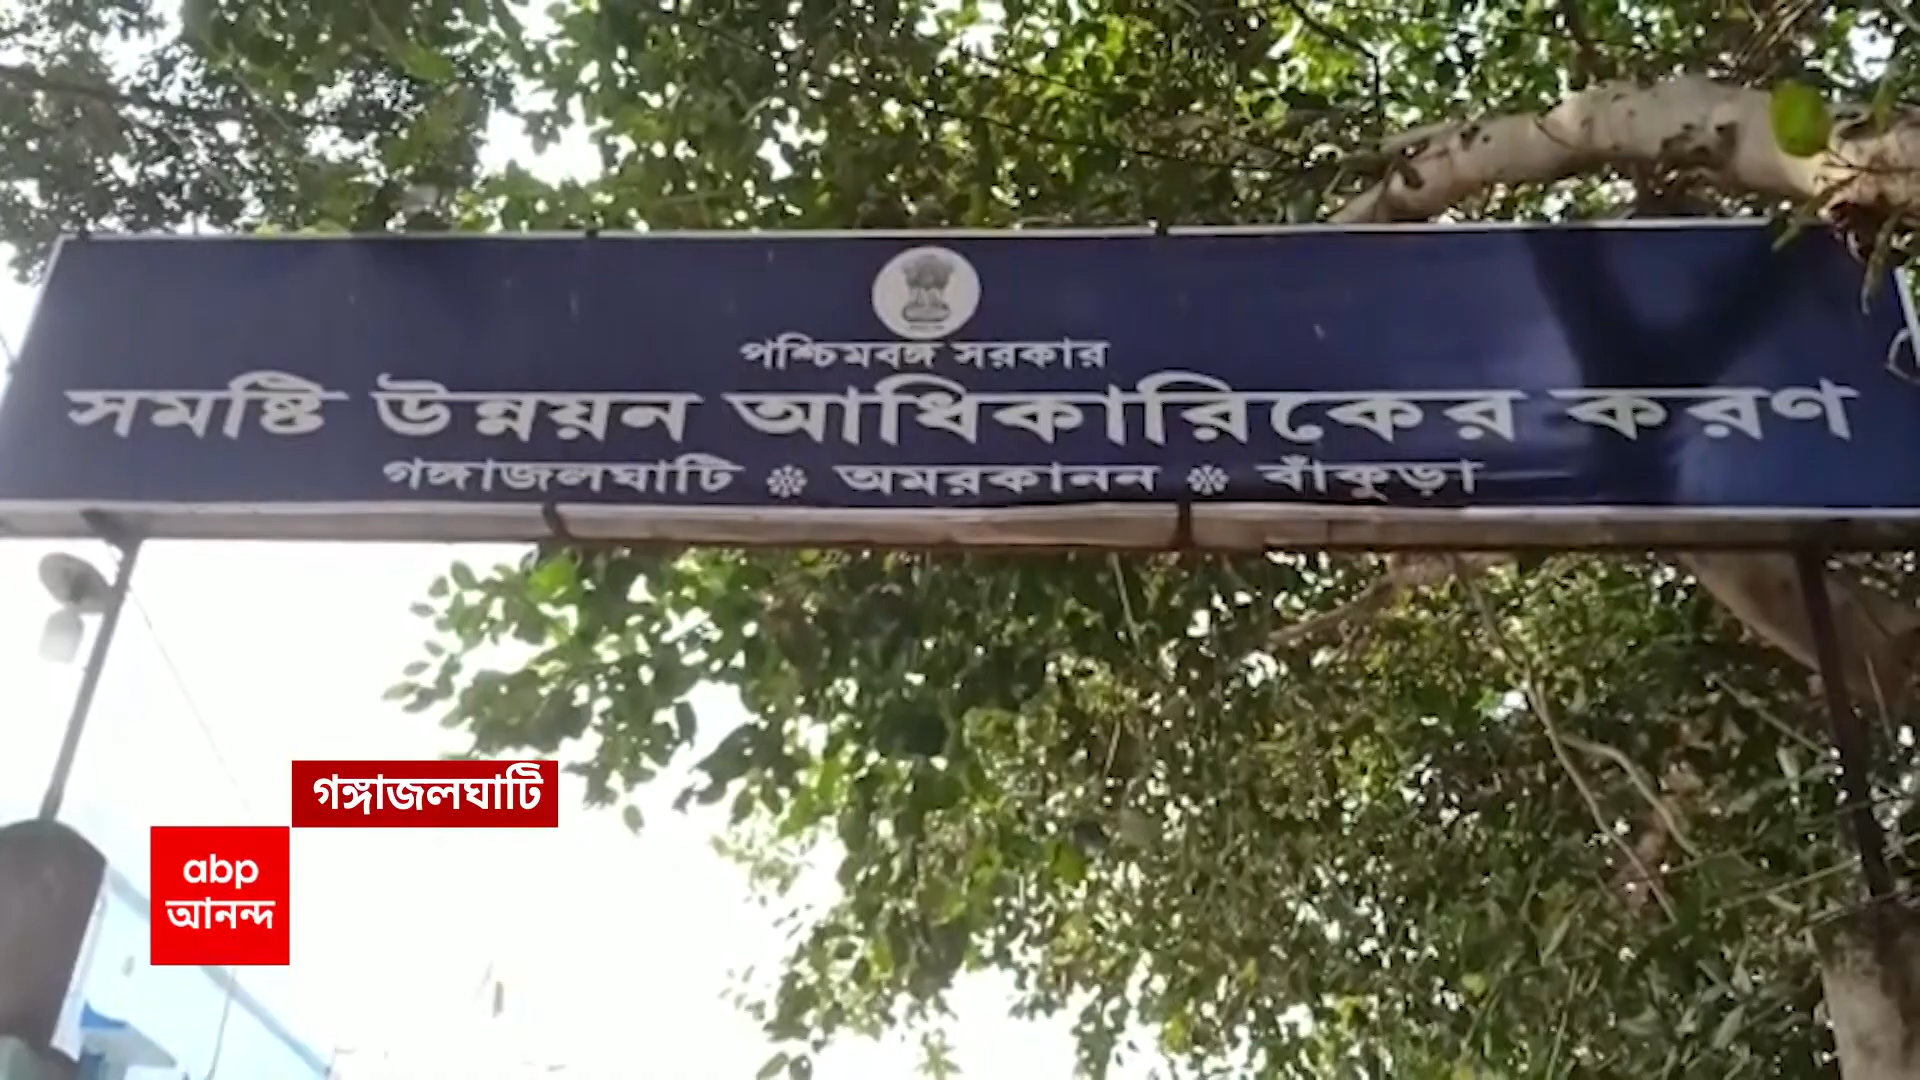 পশ্চিমবঙ্গ সরকার
সমষ্টি উন্নয়ন আধিকারিকের করণ
গঙ্গাজলঘাটি ❊ অমরকানন ❊ বাঁকুড়া
গঙ্গাজলঘাটি
abp
আনন্দ